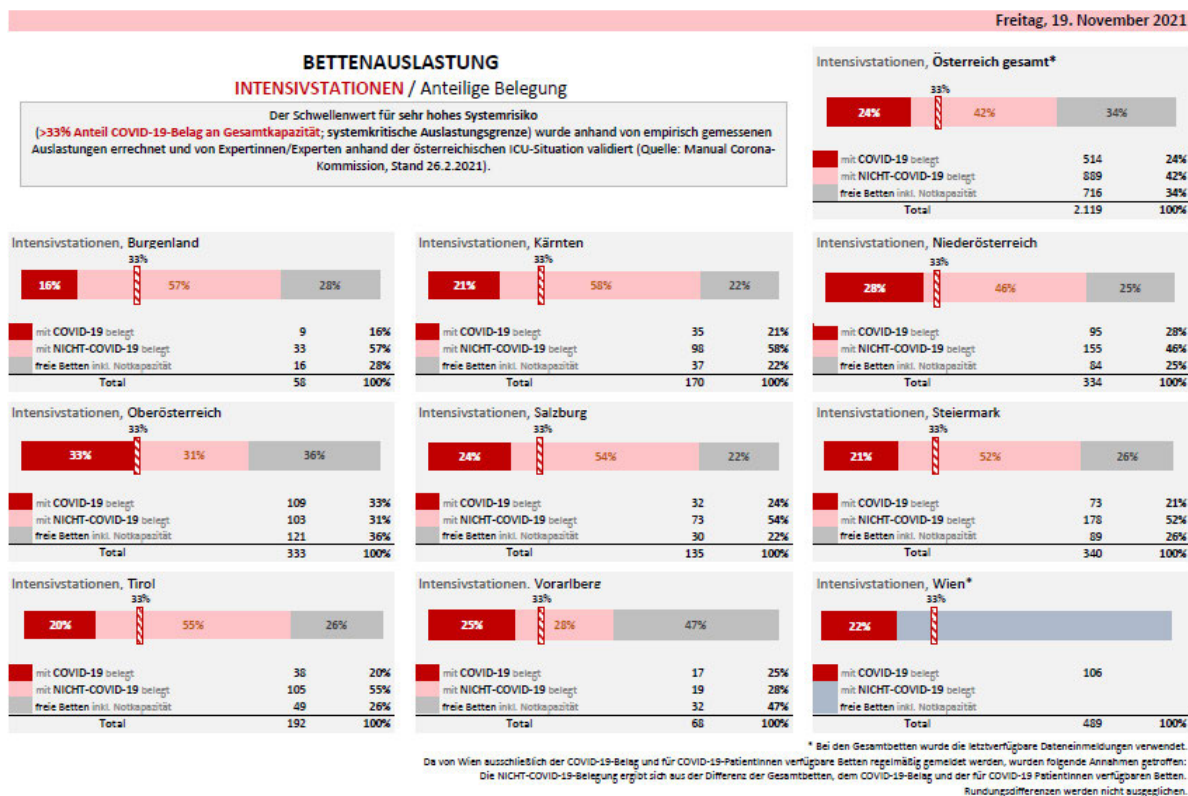 Freitag, 19. November 2021
BETTENAUSLASTUNG
INTENSIVSTATIONEN / Anteilige Belegung
Der Schwellenwert für sehr hohes Systemrisiko
(>33% Anteil COVID-19-Belag an Gesamtkapazität; systemkritische Auslastungsgrenze) wurde anhand von empirisch gemessenen
Auslastungen errechnet und von Expertinnen/Experten anhand der österreichischen ICU-Situation validiert (Quelle: Manual Corona-
Kommission, Stand 26.2.2021).
Intensivstationen, Österreich gesamt*
33%
24% 42% 34%
mit COVID-19 belegt 514 24%
mit NICHT-COVID-19 belegt 889 42%
freie Betten inkl. Notkapazität 716 34%
Total 2.119 100%
Intensivstationen, Burgenland
33%
16% 57% 28%
mit COVID-19 belegt 9 16%
mit NICHT-COVID-19 belegt 33 57%
freie Betten inkl. Notkapazität 16 28%
Total 58 100%
Intensivstationen, Kärnten
33%
21% 58% 22%
mit COVID-19 belegt 35 21%
mit NICHT-COVID-19 belegt 98 58%
freie Betten inkl. Notkapazität 37 22%
Total 170 100%
Intensivstationen, Niederösterreich
33%
28% 46% 25%
mit COVID-19 belegt 95 28%
mit NICHT-COVID-19 belegt 155 46%
freie Betten inkl. Notkapazität 84 25%
Total 334 100%
Intensivstationen, Oberösterreich
33%
33% 31% 36%
mit COVID-19 belegt 109 33%
mit NICHT-COVID-19 belegt 103 31%
freie Betten inkl. Notkapazität 121 36%
Total 333 100%
Intensivstationen, Salzburg
33%
24% 54% 22%
mit COVID-19 belegt 32 24%
mit NICHT-COVID-19 belegt 73 54%
freie Betten inkl. Notkapazität 30 22%
Total 135 100%
Intensivstationen, Steiermark
33%
21% 52% 26%
mit COVID-19 belegt 73 21%
mit NICHT-COVID-19 belegt 178 52%
freie Betten inkl. Notkapazität 89 26%
Total 340 100%
Intensivstationen, Tirol
33%
20% 55% 26%
mit COVID-19 belegt 38 20%
mit NICHT-COVID-19 belegt 105 55%
freie Betten inkl. Notkapazität 49 26%
Total 192 100%
Intensivstationen. Vorarlberg
33%
25% 28% 47%
mit COVID-19 belegt 17 25%
mit NICHT-COVID-19 belegt 19 28%
freie Betten inkl. Notkapazität 32 47%
Total 68 100%
Intensivstationen, Wien*
33%
22%
mit COVID-19 belegt 106
mit NICHT-COVID-19 belegt
freie Betten inkl. Notkapazität
Total 489 100%
* Bei den Gesamtbetten wurde die letztverfügbare Dateneinmeldungen verwendet.
Da von Wien ausschließlich der COVID-19-Belag und für COVID-19-PatientInnen verfügbare Betten regelmäßig gemeldet werden, wurden folgende Annahmen getroffen:
Die NICHT-COVID-19-Belegung ergibt sich aus der Differenz der Gesamtbetten, dem COVID-19-Belag und der für COVID-19 PatientInnen verfügbaren Betten.
Rundungsdifferenzen werden nicht ausgeglichen.